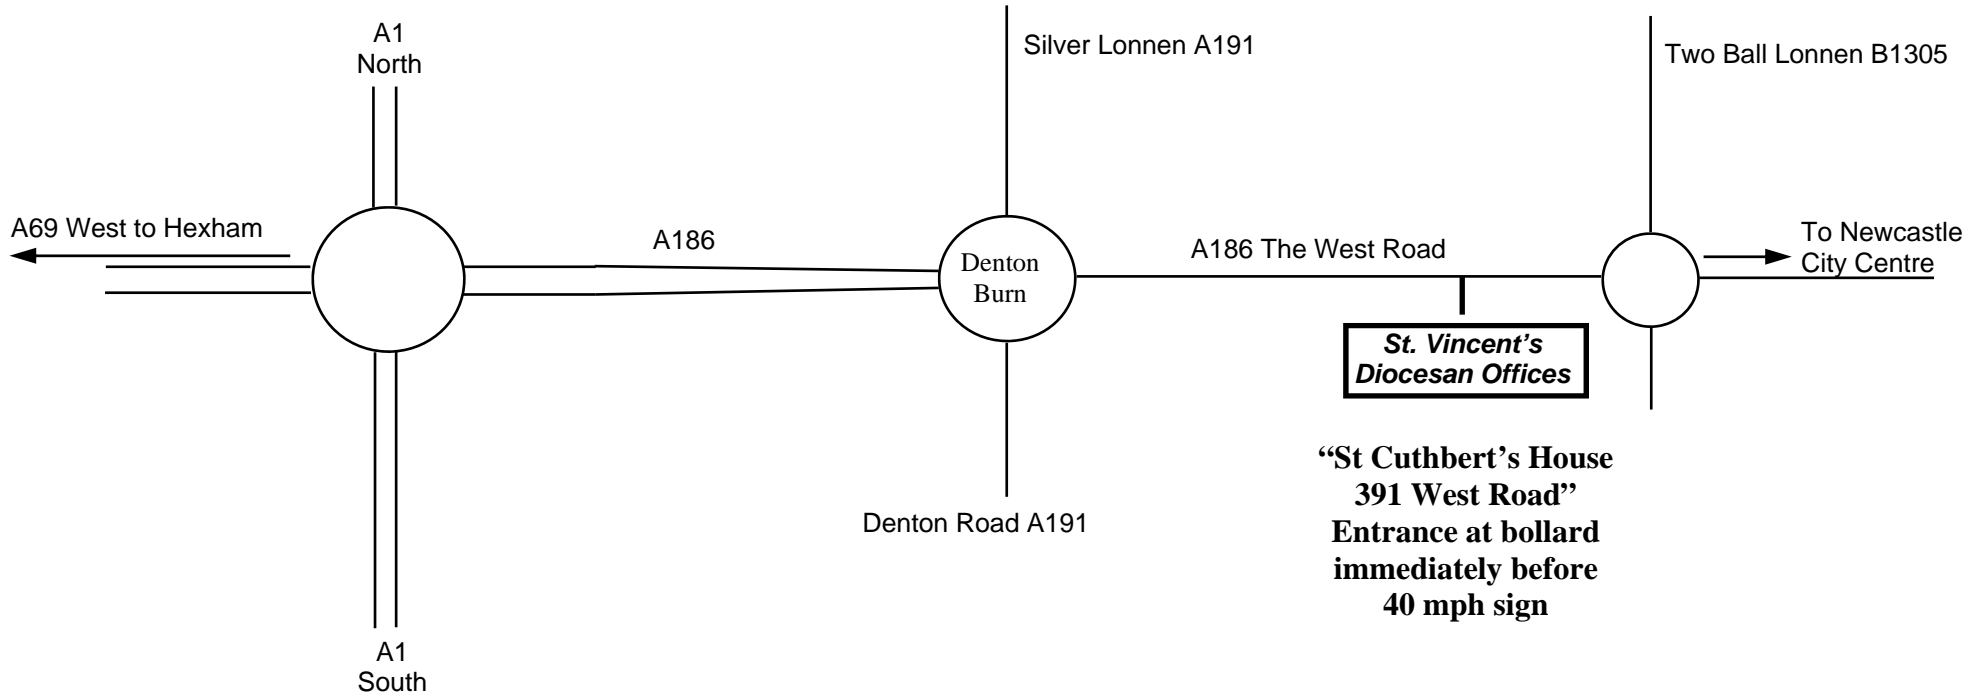 A1
North
Silver Lonnen A191
Two Ball Lonnen B1305
A69 West to Hexham
A186
Denton
Burn
A186 The West Road
To Newcastle
City Centre
St. Vincent’s
Diocesan Offices
“St Cuthbert’s House
391 West Road”
Entrance at bollard
immediately before
40 mph sign
Denton Road A191
A1
South